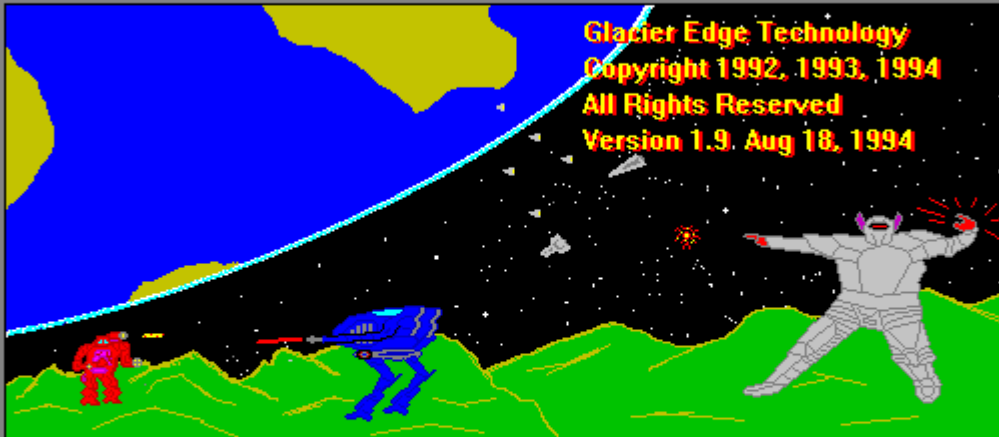 Glacier Edge Technology
Copyright 1992, 1993, 1994
All Rights Reserved
Version 1.9 Aug 18, 1994